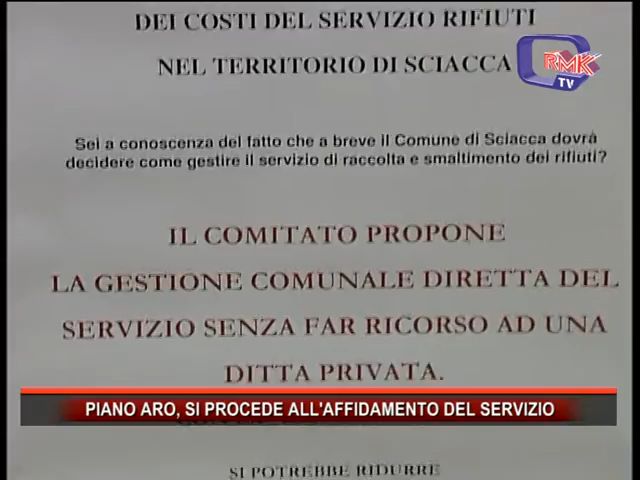 DEI COSTI DEL SERVIZIO RIFIUTI
NEL TERRITORIO DI SCIACCA
RMK
TV
Sei a conoscenza del fatto che a breve il Comune di Sciacca dovrà
decidere come gestire il servizio di raccolta e smaltimento dei rifiuti?
IL COMITATO PROPONE
LA GESTIONE COMUNALE DIRETTA DEL
SERVIZIO SENZA FAR RICORSO AD UNA
DITTA PRIVATA.
PIANO ARO, SI PROCEDE ALL'AFFIDAMENTO DEL SERVIZIO
SI POTREBBE RIDURRE